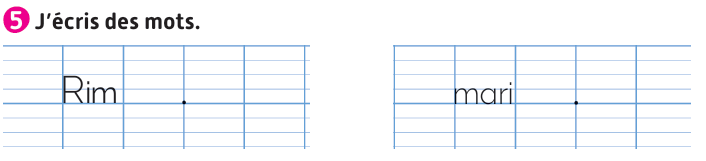 5 J'écris des mots.
Rim .
mari .